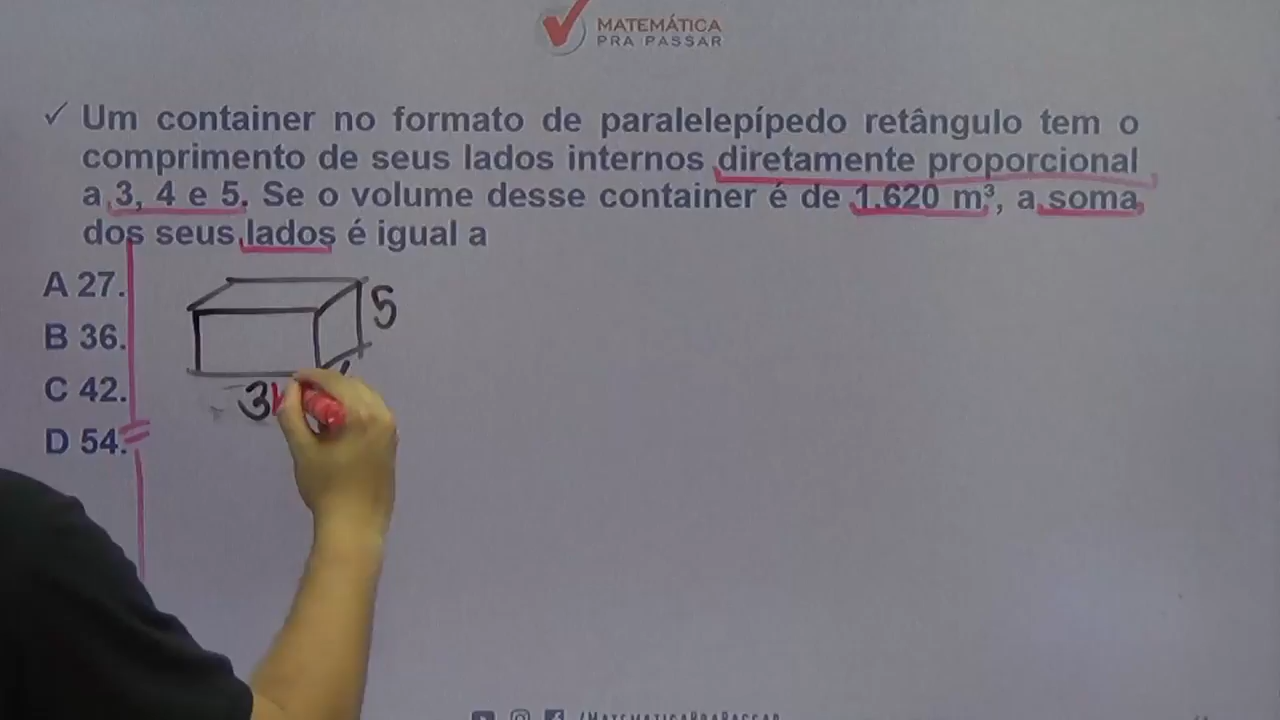 MATEMÁTICA
PRA PASSAR
✓ Um container no formato de paralelepípedo retângulo tem o
comprimento de seus lados internos diretamente proporcional
a 3, 4 e 5. Se o volume desse container é de 1.620 m³, a soma
dos seus lados é igual a
A 27.
B 36.
C 42.
D 54.
5
3
/MATEMATICAPRAPASSAR